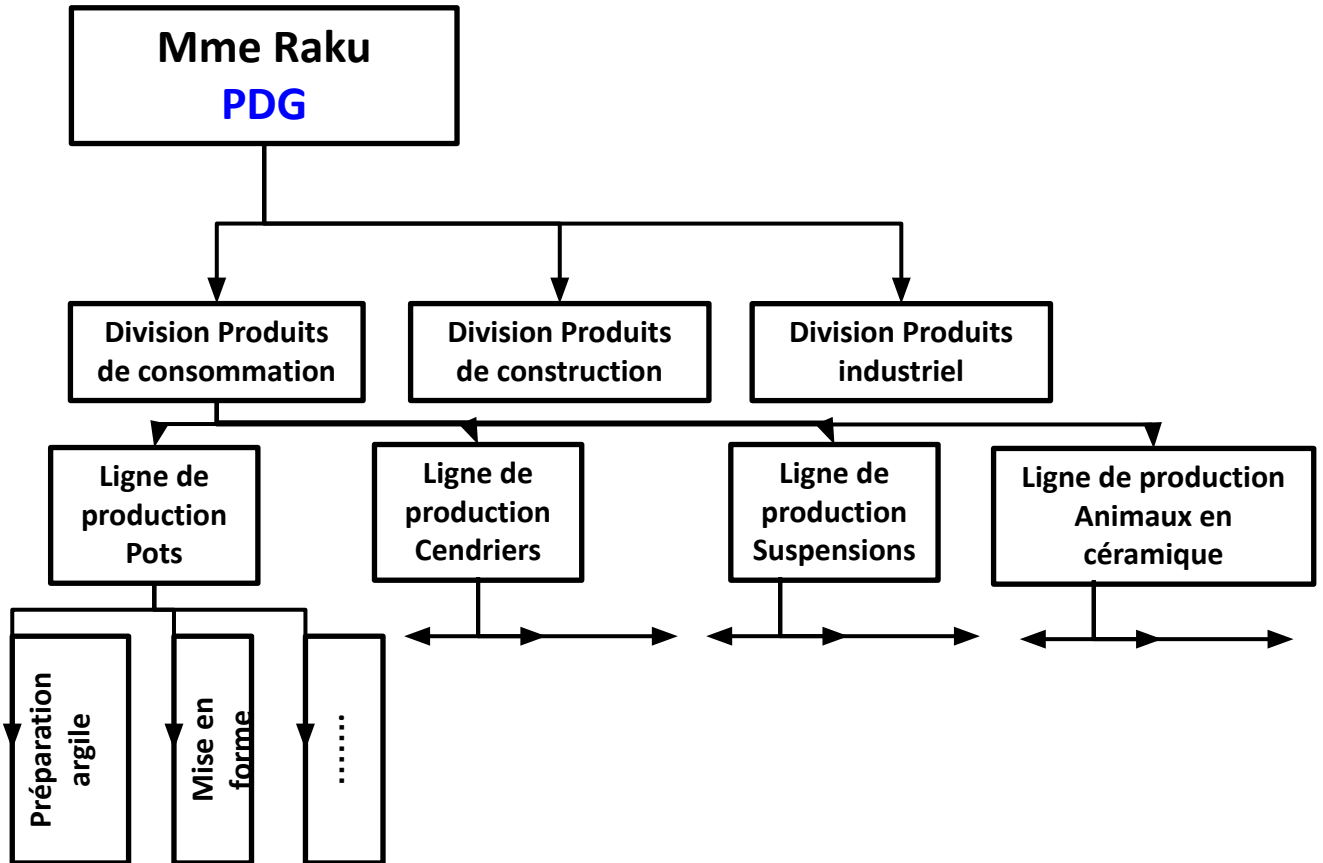 Mme Raku
PDG
Division Produits
de consommation
Division Produits
de construction
Division Produits
industriel
Ligne de
production
Pots
Ligne de
production
Cendriers
Ligne de
production
Suspensions
Ligne de production
Animaux en
céramique
Préparation
argile
Mise en
forme
.......